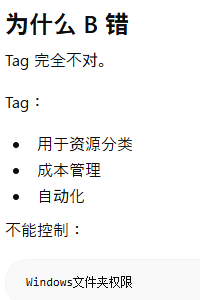 为什么 B 错
Tag 完全不对。
Tag：
• 用于资源分类
• 成本管理
• 自动化
不能控制：
Windows文件夹权限